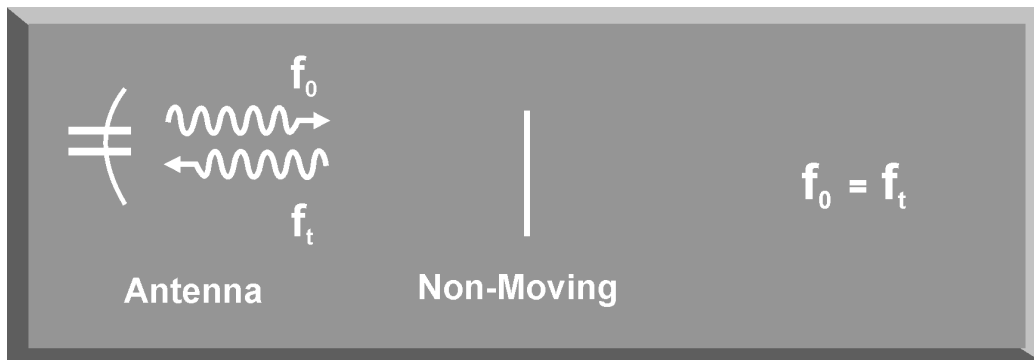 f₀
fₜ
f₀ = fₜ
Antenna
Non-Moving